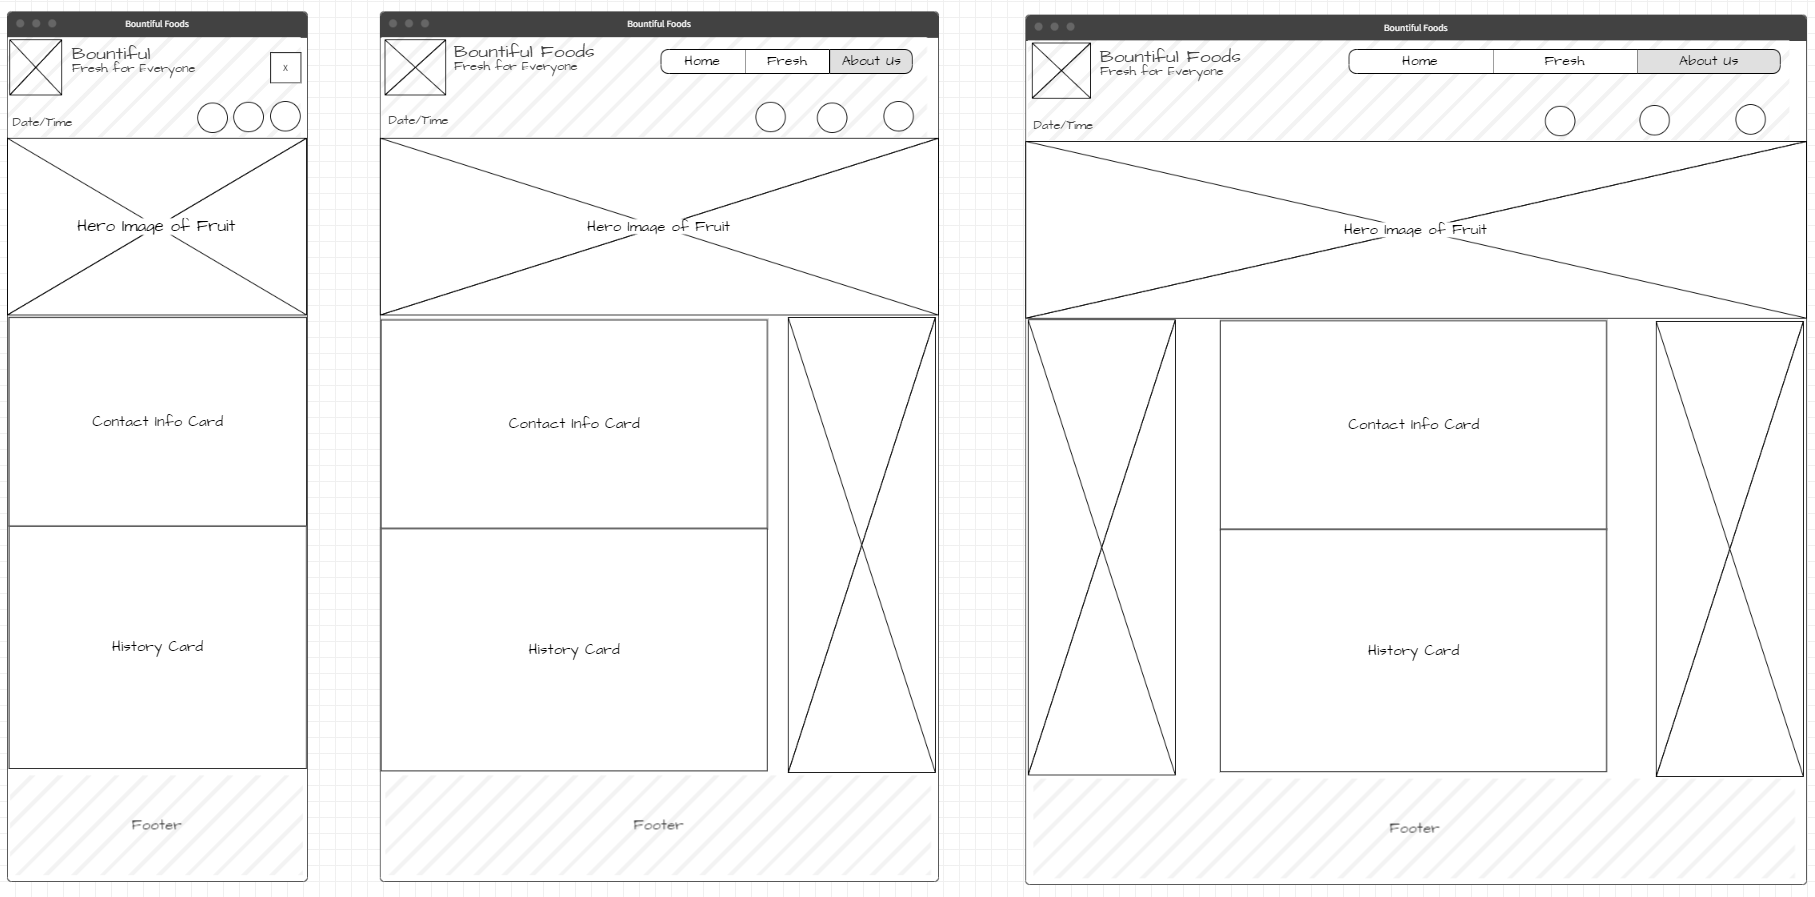 Bountiful Foods
Bountiful
Fresh for Everyone
x
Date/Time
Hero Image of Fruit
Contact Info Card
History Card
Footer
Bountiful Foods
Bountiful Foods
Fresh for Everyone
Home
Fresh
About Us
Date/Time
Hero Image of Fruit
Contact Info Card
History Card
Footer
Bountiful Foods
Bountiful Foods
Fresh for Everyone
Home
Fresh
About Us
Date/Time
Hero Image of Fruit
Contact Info Card
History Card
Footer